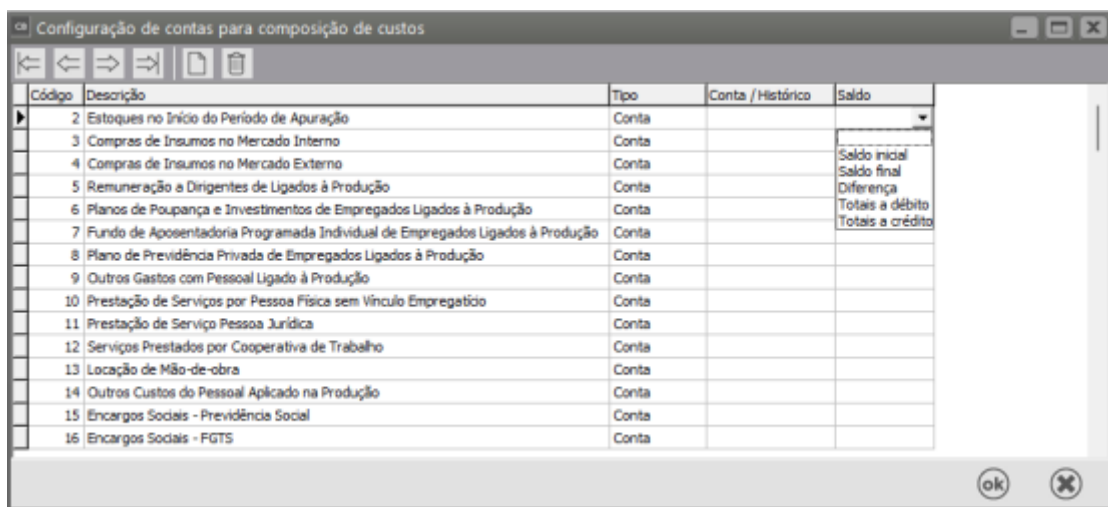 CB Configuração de contas para composição de custos
Código Descrição Tipo Conta / Histórico Saldo
2 Estoques no Início do Período de Apuração Conta
3 Compras de Insumos no Mercado Interno Conta
4 Compras de Insumos no Mercado Externo Conta Saldo inicial
Saldo final
5 Remuneração a Dirigentes de Ligados à Produção Conta Diferença
6 Planos de Poupança e Investimentos de Empregados Ligados à Produção Conta Totais a débito
7 Fundo de Aposentadoria Programada Individual de Empregados Ligados à Produção Conta Totais a crédito
8 Plano de Previdência Privada de Empregados Ligados à Produção Conta
9 Outros Gastos com Pessoal Ligado à Produção Conta
10 Prestação de Serviços por Pessoa Física sem Vínculo Empregatício Conta
11 Prestação de Serviço Pessoa Jurídica Conta
12 Serviços Prestados por Cooperativa de Trabalho Conta
13 Locação de Mão-de-obra Conta
14 Outros Custos do Pessoal Aplicado na Produção Conta
15 Encargos Sociais - Previdência Social Conta
16 Encargos Sociais - FGTS Conta
ok